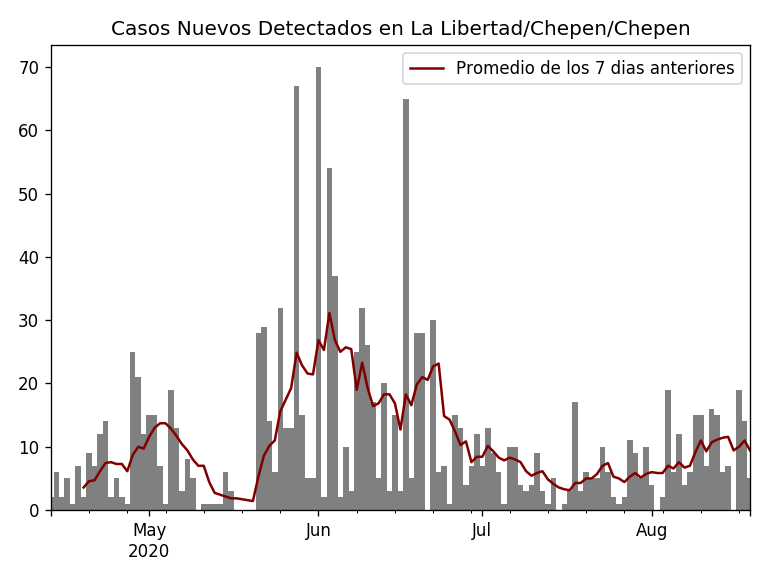 Casos Nuevos Detectados en La Libertad/Chepen/Chepen
Promedio de los 7 dias anteriores
70
60
50
40
30
20
10
0
May
2020
Jun
Jul
Aug